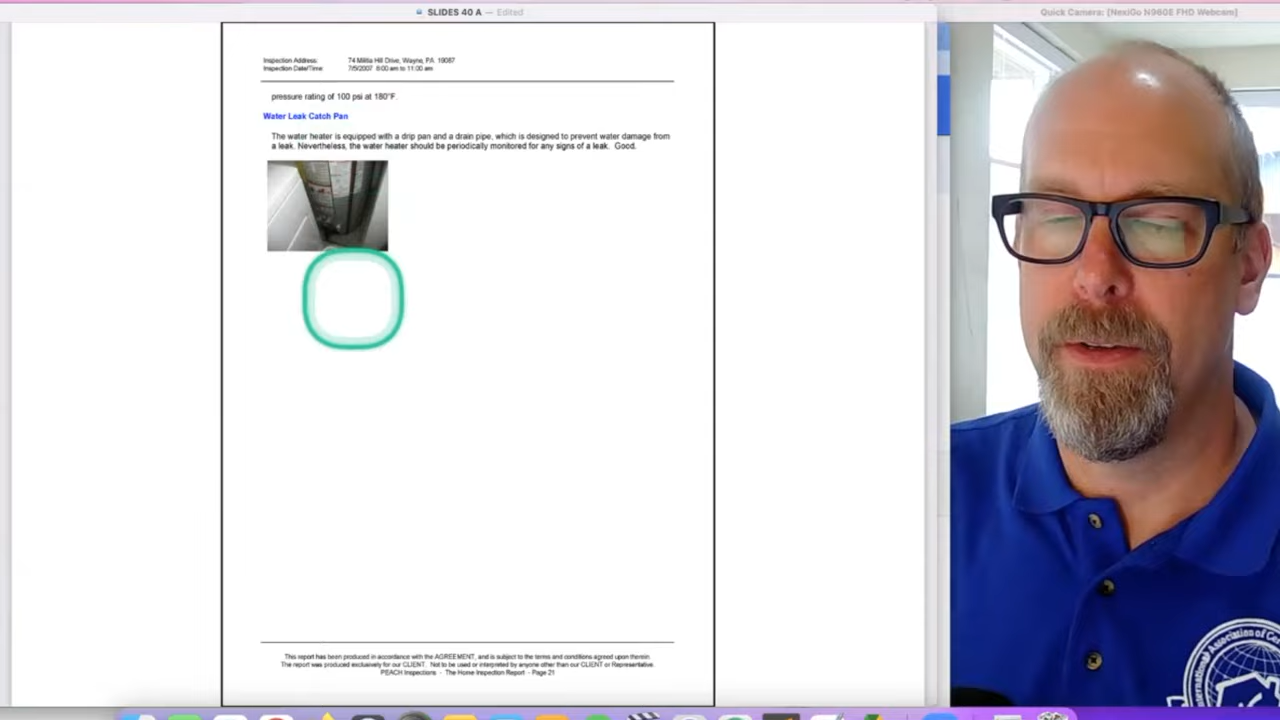 SLIDES 40 A — Edited
Quick Camera: [NexiGo N960E FHD Webcam]
Inspection Address: 74 Militia Hill Drive, Wayne, PA 19087
Inspection Date/Time: 7/5/2007 8:00 am to 11:00 am
pressure rating of 100 psi at 180°F.
Water Leak Catch Pan
The water heater is equipped with a drip pan and a drain pipe, which is designed to prevent water damage from
a leak. Nevertheless, the water heater should be periodically monitored for any signs of a leak. Good.
This report has been produced in accordance with the AGREEMENT, and is subject to the terms and conditions agreed upon therein.
The report was produced exclusively for our CLIENT. Not to be used or interpreted by anyone other than our CLIENT or Representative.
PEACH Inspections - The Home Inspection Report - Page 21
International Association of